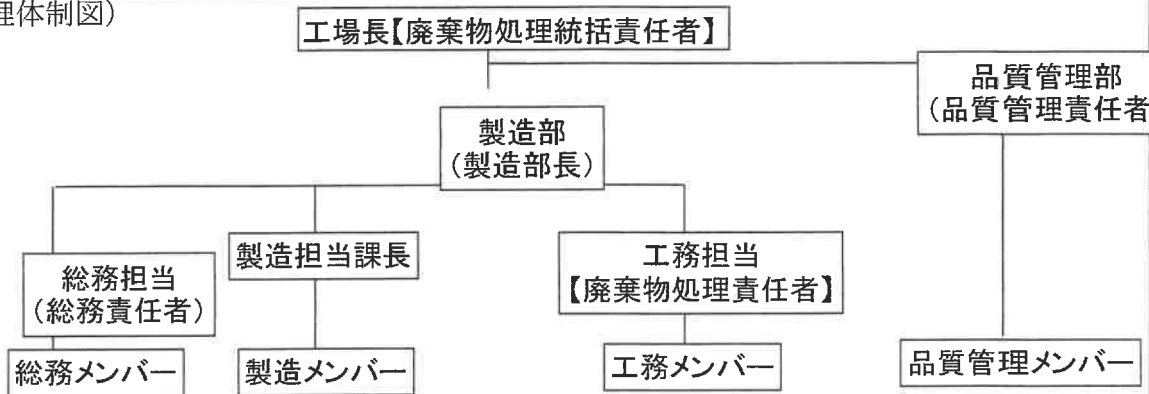 理体制図)
工場長【廃棄物処理統括責任者】
品質管理部
(品質管理責任者
製造部
(製造部長)
総務担当
(総務責任者)
製造担当課長
工務担当
【廃棄物処理責任者】
総務メンバー
製造メンバー
工務メンバー
品質管理メンバー